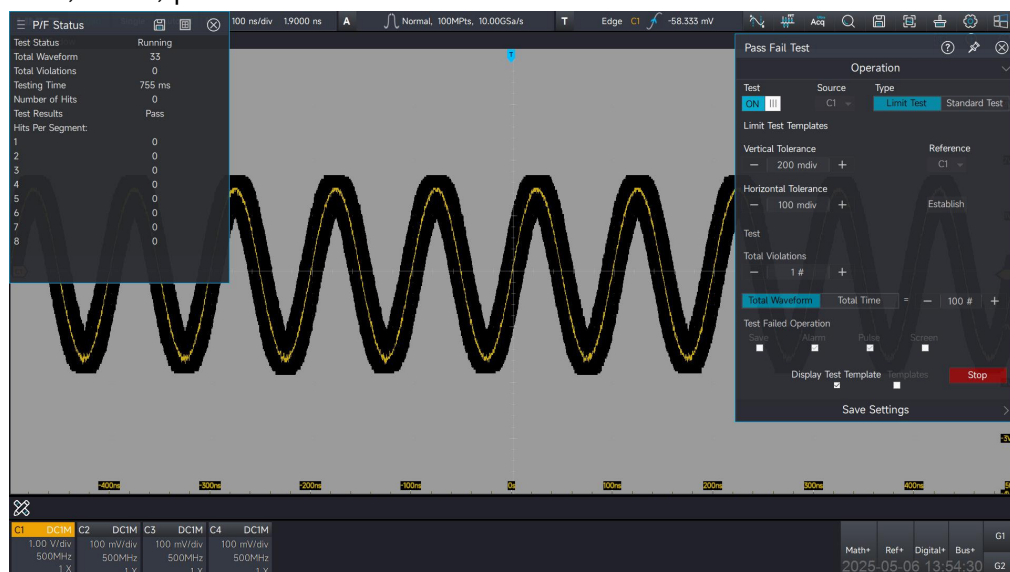 P/F Status
100 ns/div 1.9000 ns A Normal, 100MPts, 10.00GSa/s T Edge C1 -58.333 mV Acq
Test Status Running
Total Waveform 33
Total Violations 0
Testing Time 755 ms
Number of Hits 0
Test Results Pass
Hits Per Segment:
1 0
2 0
3 0
4 0
5 0
6 0
7 0
8 0
T
Pass Fail Test
Operation
Test Source Type
ON C1 Limit Test Standard Test
Limit Test Templates
Vertical Tolerance Reference
— 200 mdiv + C1
Horizontal Tolerance
— 100 mdiv + Establish
Test
Total Violations
— 1 # +
Total Waveform Total Time = — 100 # +
Test Failed Operation
Save Alarm Pulse Screen
Display Test Template Templates Stop
Save Settings
-3V
-400ns -300ns -200ns -100ns 0s 100ns 200ns 300ns 400ns
C1 DC1M C2 DC1M C3 DC1M C4 DC1M
1.00 V/div 100 mV/div 100 mV/div 100 mV/div
500MHz 500MHz 500MHz 500MHz
1 X 1 X 1 X 1 X
Math+ Ref+ Digital+ Bus+ G1
2025-05-06 13:54:30 G2